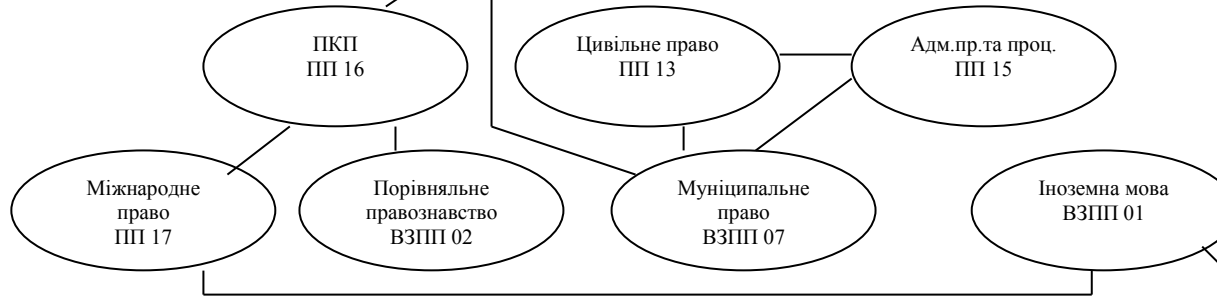 ПКП
ПП 16
Цивільне право
ПП 13
Адм.пр.та проц.
ПП 15
Міжнародне
право
ПП 17
Порівняльне
правознавство
ВЗПП 02
Муніципальне
право
ВЗПП 07
Іноземна мова
ВЗПП 01